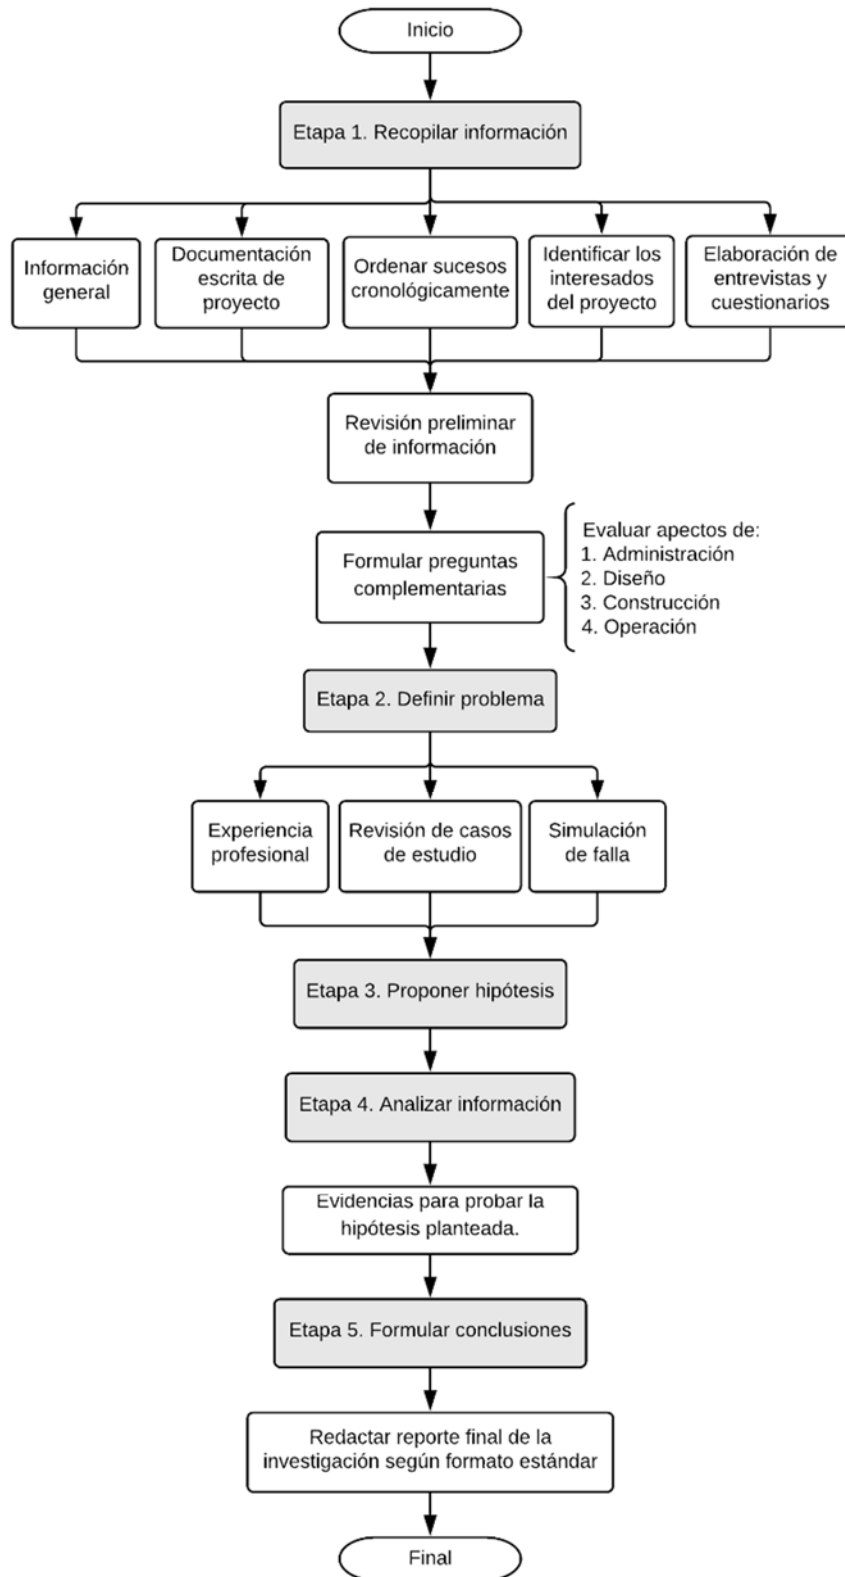 Inicio
Etapa 1. Recopilar información
Información
general
Documentación
escrita de
proyecto
Ordenar sucesos
cronológicamente
Identificar los
interesados
del proyecto
Elaboración de
entrevistas y
cuestionarios
Revisión preliminar
de información
Formular preguntas
complementarias
Evaluar apectos de:
1. Administración
2. Diseño
3. Construcción
4. Operación
Etapa 2. Definir problema
Experiencia
profesional
Revisión de casos
de estudio
Simulación
de falla
Etapa 3. Proponer hipótesis
Etapa 4. Analizar información
Evidencias para probar la
hipótesis planteada.
Etapa 5. Formular conclusiones
Redactar reporte final de la
investigación según formato estándar
Final